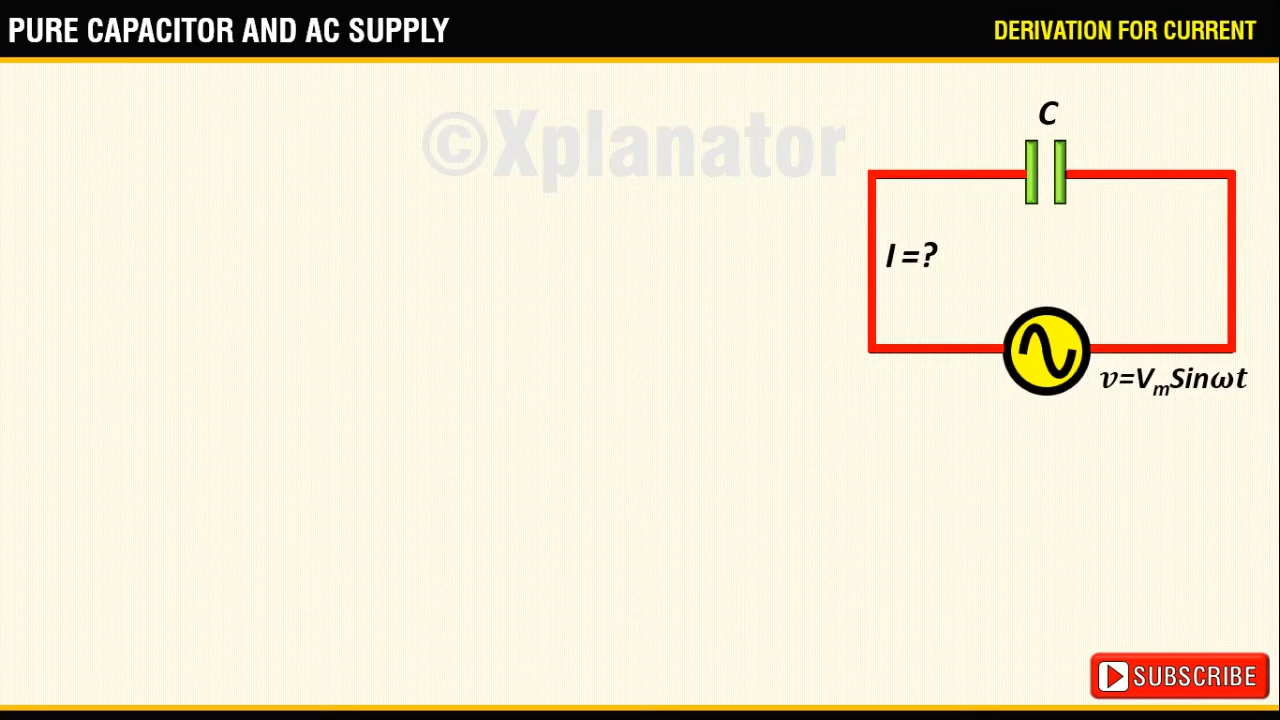 PURE CAPACITOR AND AC SUPPLY
DERIVATION FOR CURRENT
©Xplanator
C
I =?
v=VmSinωt
SUBSCRIBE